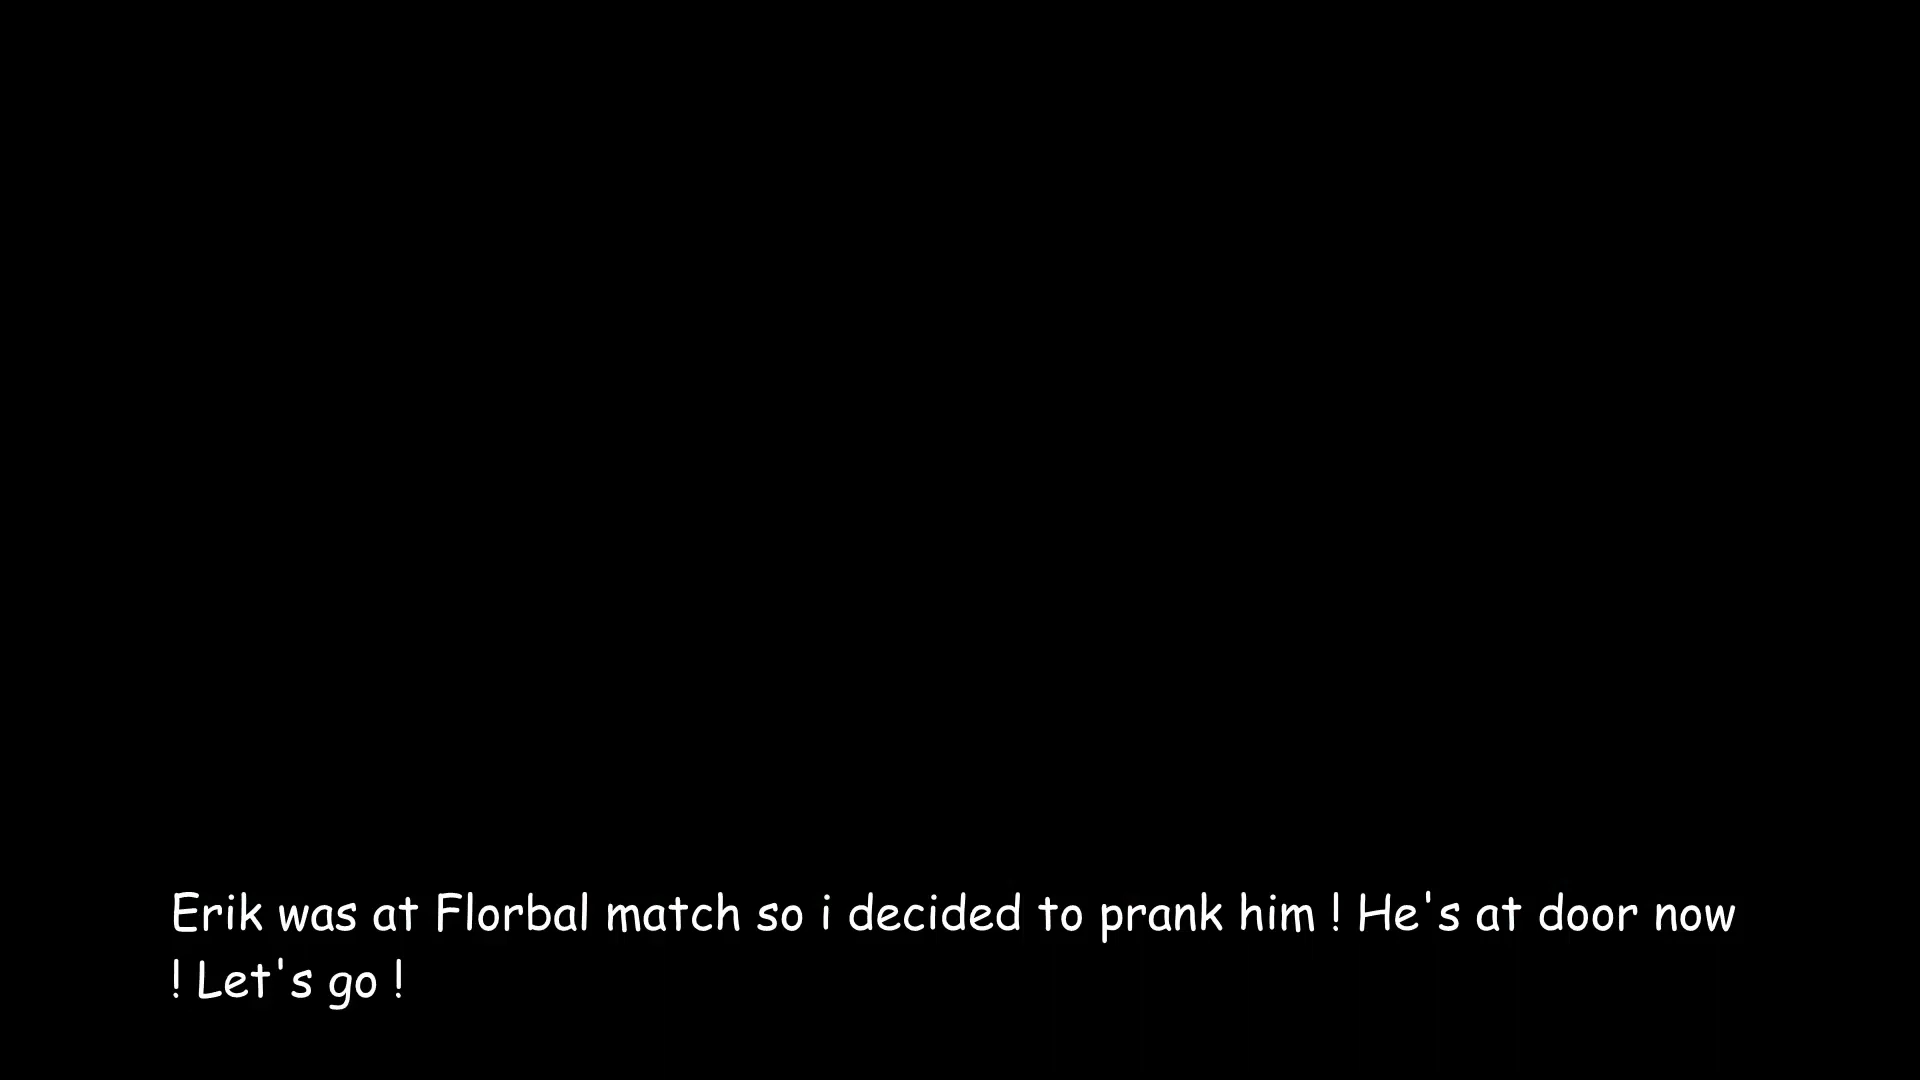 Erik was at Florbal match so i decided to prank him ! He's at door now
! Let's go !